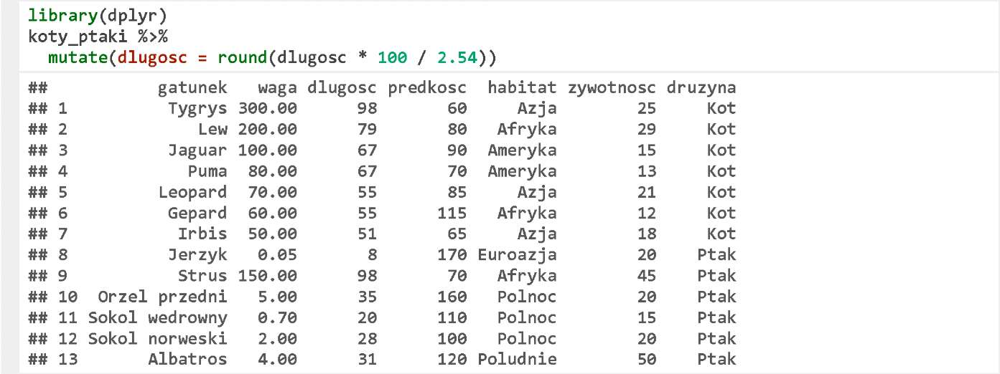 library(dplyr)
koty_ptaki %>%
  mutate(dlugosc = round(dlugosc * 100 / 2.54))
##           gatunek   waga dlugosc predkosc  habitat zywotnosc druzyna
## 1          Tygrys 300.00      98       60     Azja        25     Kot
## 2             Lew 200.00      79       80   Afryka        29     Kot
## 3          Jaguar 100.00      67       90  Ameryka        15     Kot
## 4            Puma  80.00      67       70  Ameryka        13     Kot
## 5         Leopard  70.00      55       85     Azja        21     Kot
## 6          Gepard  60.00      55      115   Afryka        12     Kot
## 7           Irbis  50.00      51       65     Azja        18     Kot
## 8          Jerzyk   0.05       8      170 Euroazja        20    Ptak
## 9           Strus 150.00      98       70   Afryka        45    Ptak
## 10  Orzel przedni   5.00      35      160   Polnoc        20    Ptak
## 11 Sokol wedrowny   0.70      20      110   Polnoc        15    Ptak
## 12 Sokol norweski   2.00      28      100   Polnoc        20    Ptak
## 13       Albatros   4.00      31      120 Poludnie        50    Ptak